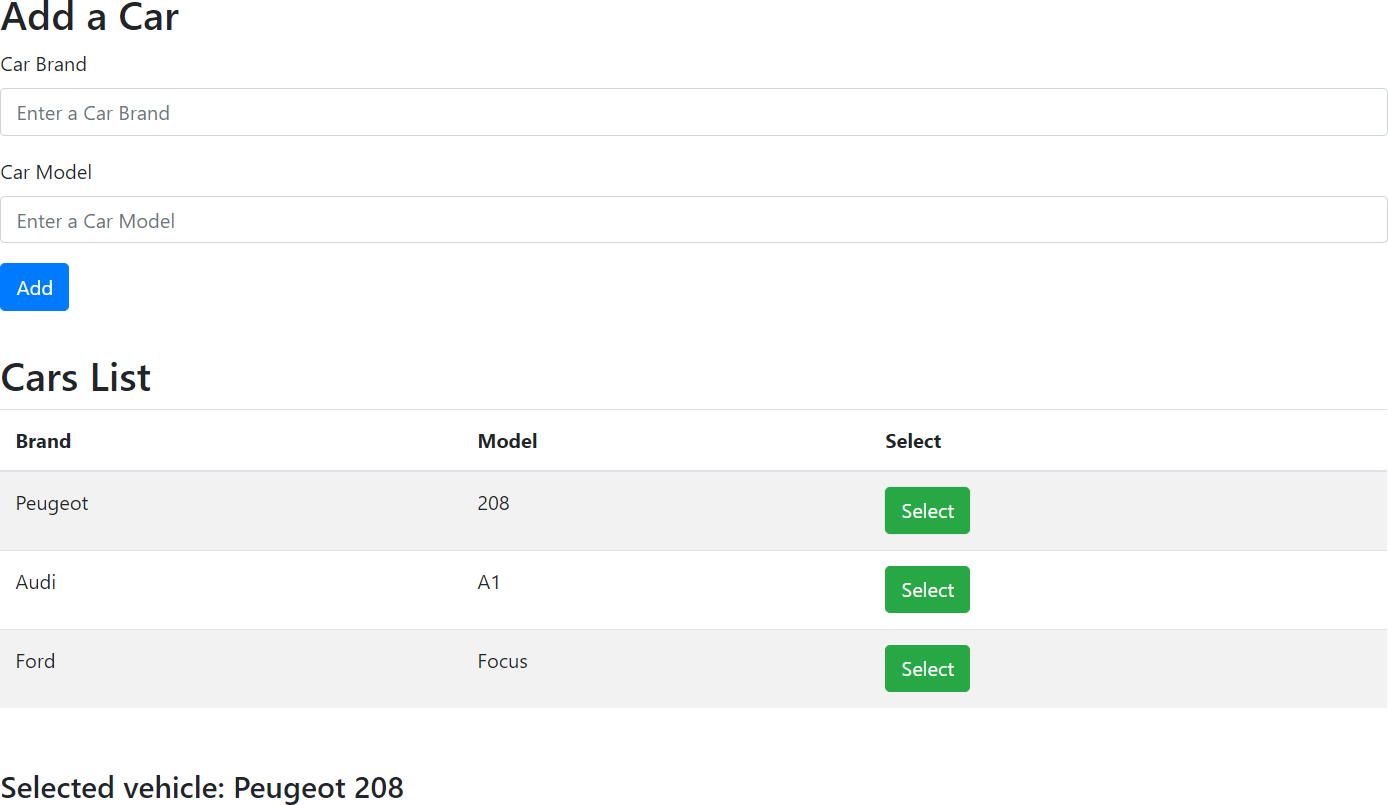 Add a Car
Car Brand
Enter a Car Brand
Car Model
Enter a Car Model
Add
Cars List
Brand Model Select
Peugeot 208 Select
Audi A1 Select
Ford Focus Select
Selected vehicle: Peugeot 208